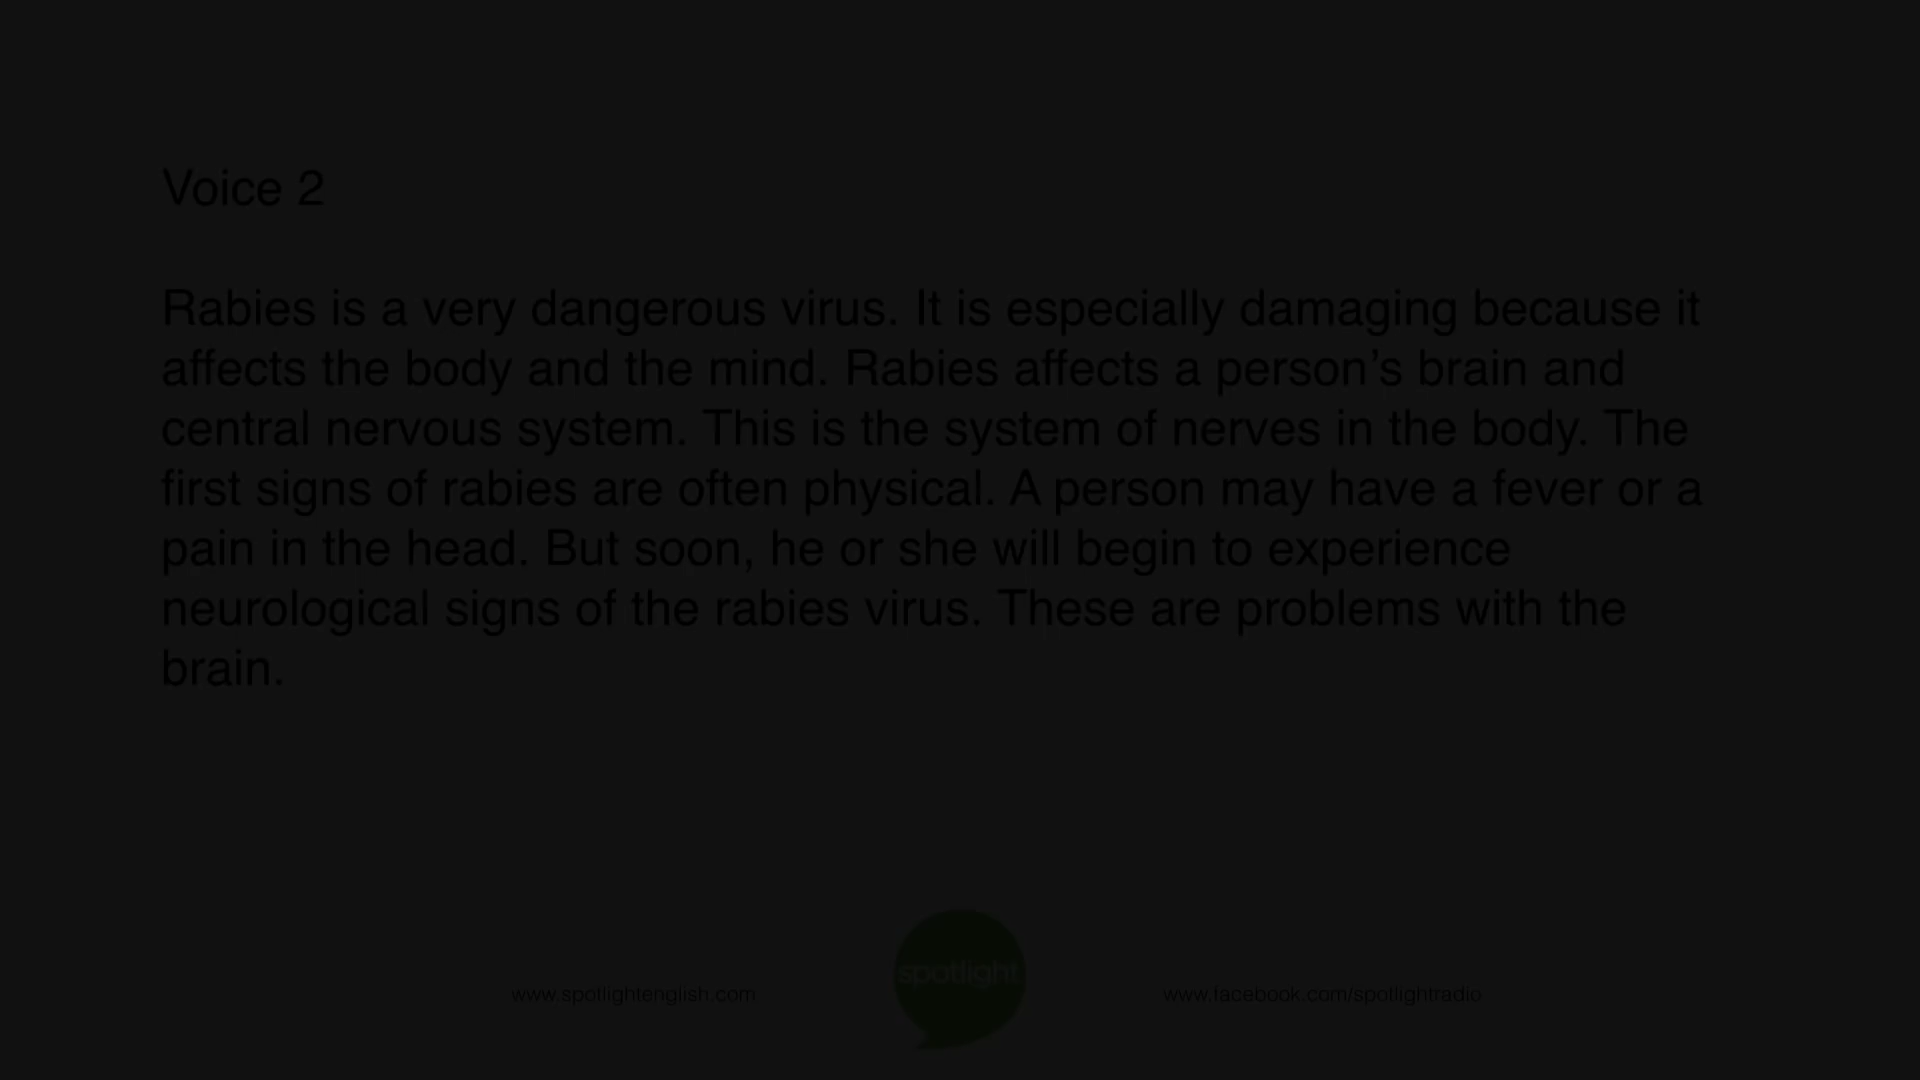 Voice 2
Rabies is a very dangerous virus. It is especially damaging because it
affects the body and the mind. Rabies affects a person’s brain and
central nervous system. This is the system of nerves in the body. The
first signs of rabies are often physical. A person may have a fever or a
pain in the head. But soon, he or she will begin to experience
neurological signs of the rabies virus. These are problems with the
brain.
spotlight
www.spotlightenglish.com
www.facebook.com/spotlightradio